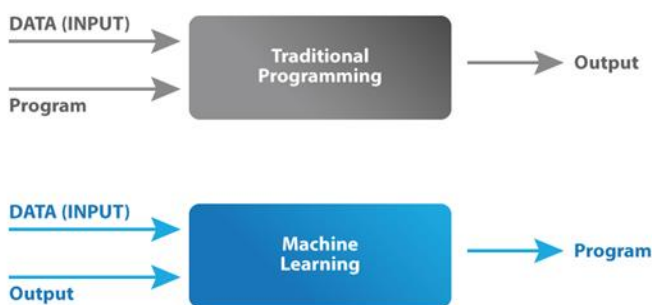 DATA (INPUT)
Traditional
Programming
Output
Program
DATA (INPUT)
Machine
Learning
Program
Output